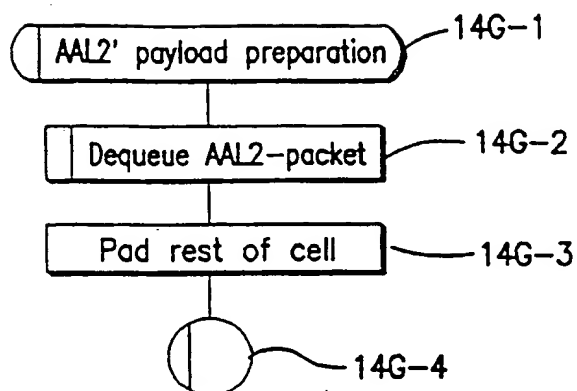 14G-1
AAL2' payload preparation
Dequeue AAL2-packet
14G-2
Pad rest of cell
14G-3
14G-4